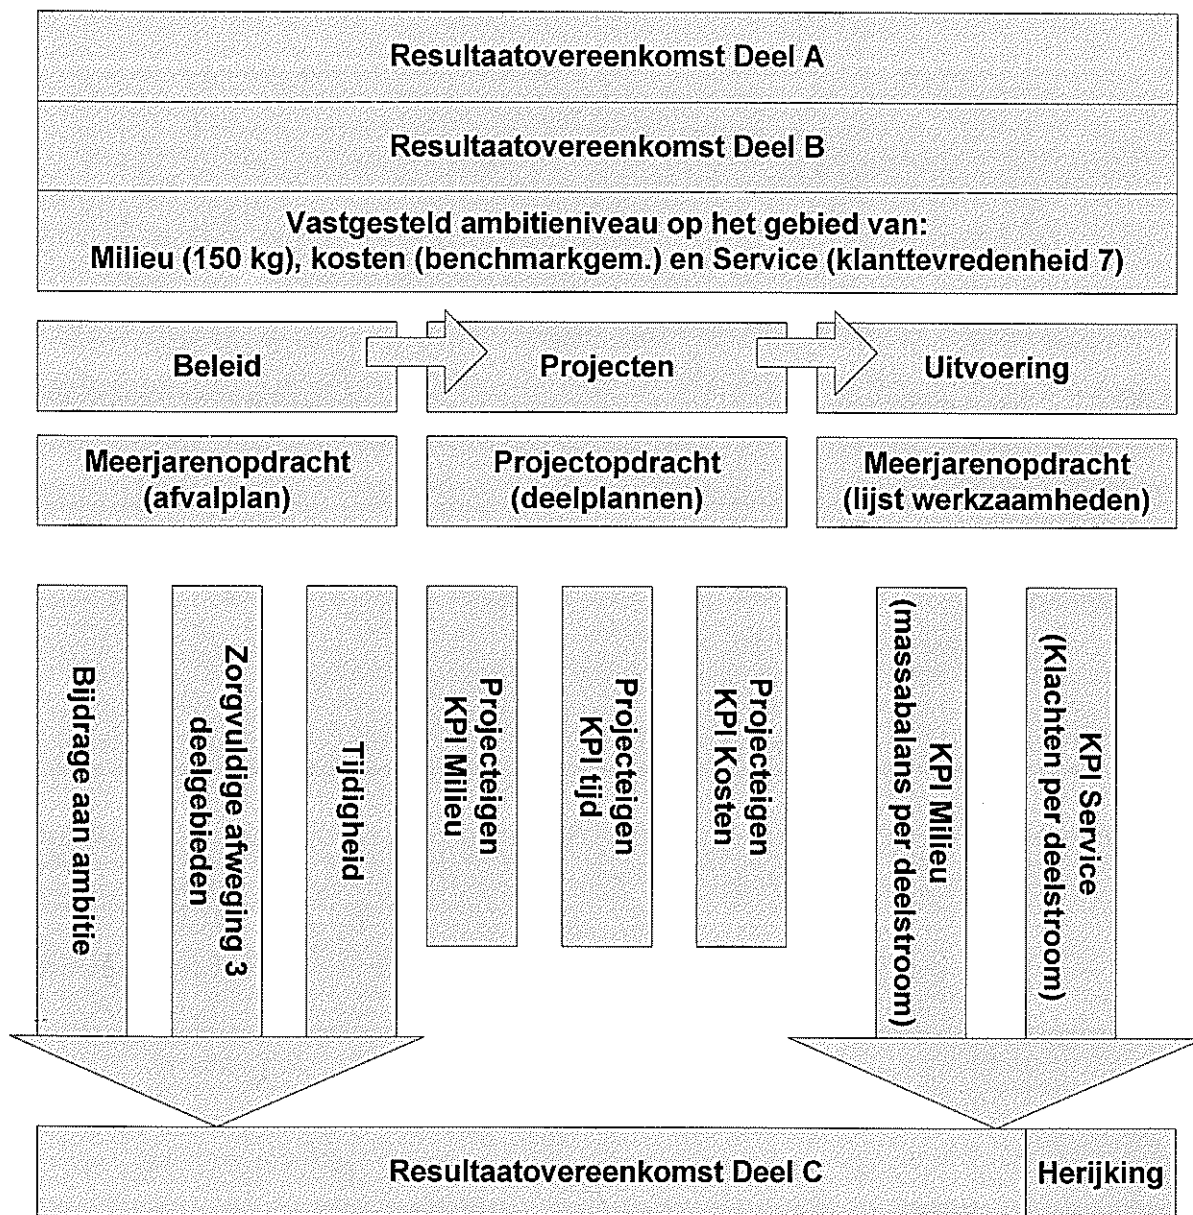 Resultaatovereenkomst Deel A
Resultaatovereenkomst Deel B
Vastgesteld ambitieniveau op het gebied van:
Milieu (150 kg), kosten (benchmarkgem.) en Service (klanttevredenheid 7)
Beleid
Projecten
Uitvoering
Meerjarenopdracht
(afvalplan)
Projectopdracht
(deelplannen)
Meerjarenopdracht
(lijst werkzaamheden)
Bijdrage aan ambitie
Zorgvuldige afweging 3
deelgebieden
Tijdigheid
Projecteigen
KPI Milieu
Projecteigen
KPI tijd
Projecteigen
KPI Kosten
KPI Milieu
(massabalans per deelstroom)
KPI Service
(Klachten per deelstroom)
Resultaatovereenkomst Deel C
Herijking